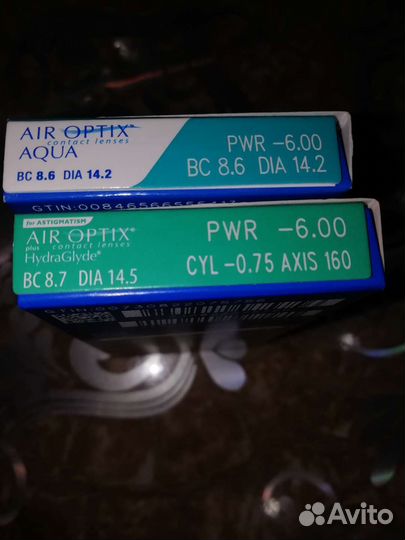 AIR OPTIX™
contact lenses
AQUA
BC 8.6 DIA 14.2
PWR -6.00
BC 8.6 DIA 14.2
for ASTIGMATISM
AIR OPTIX®
plus contact lenses
HydraGlyde®
BC 8.7 DIA 14.5
PWR -6.00
CYL -0.75 AXIS 160
Avito